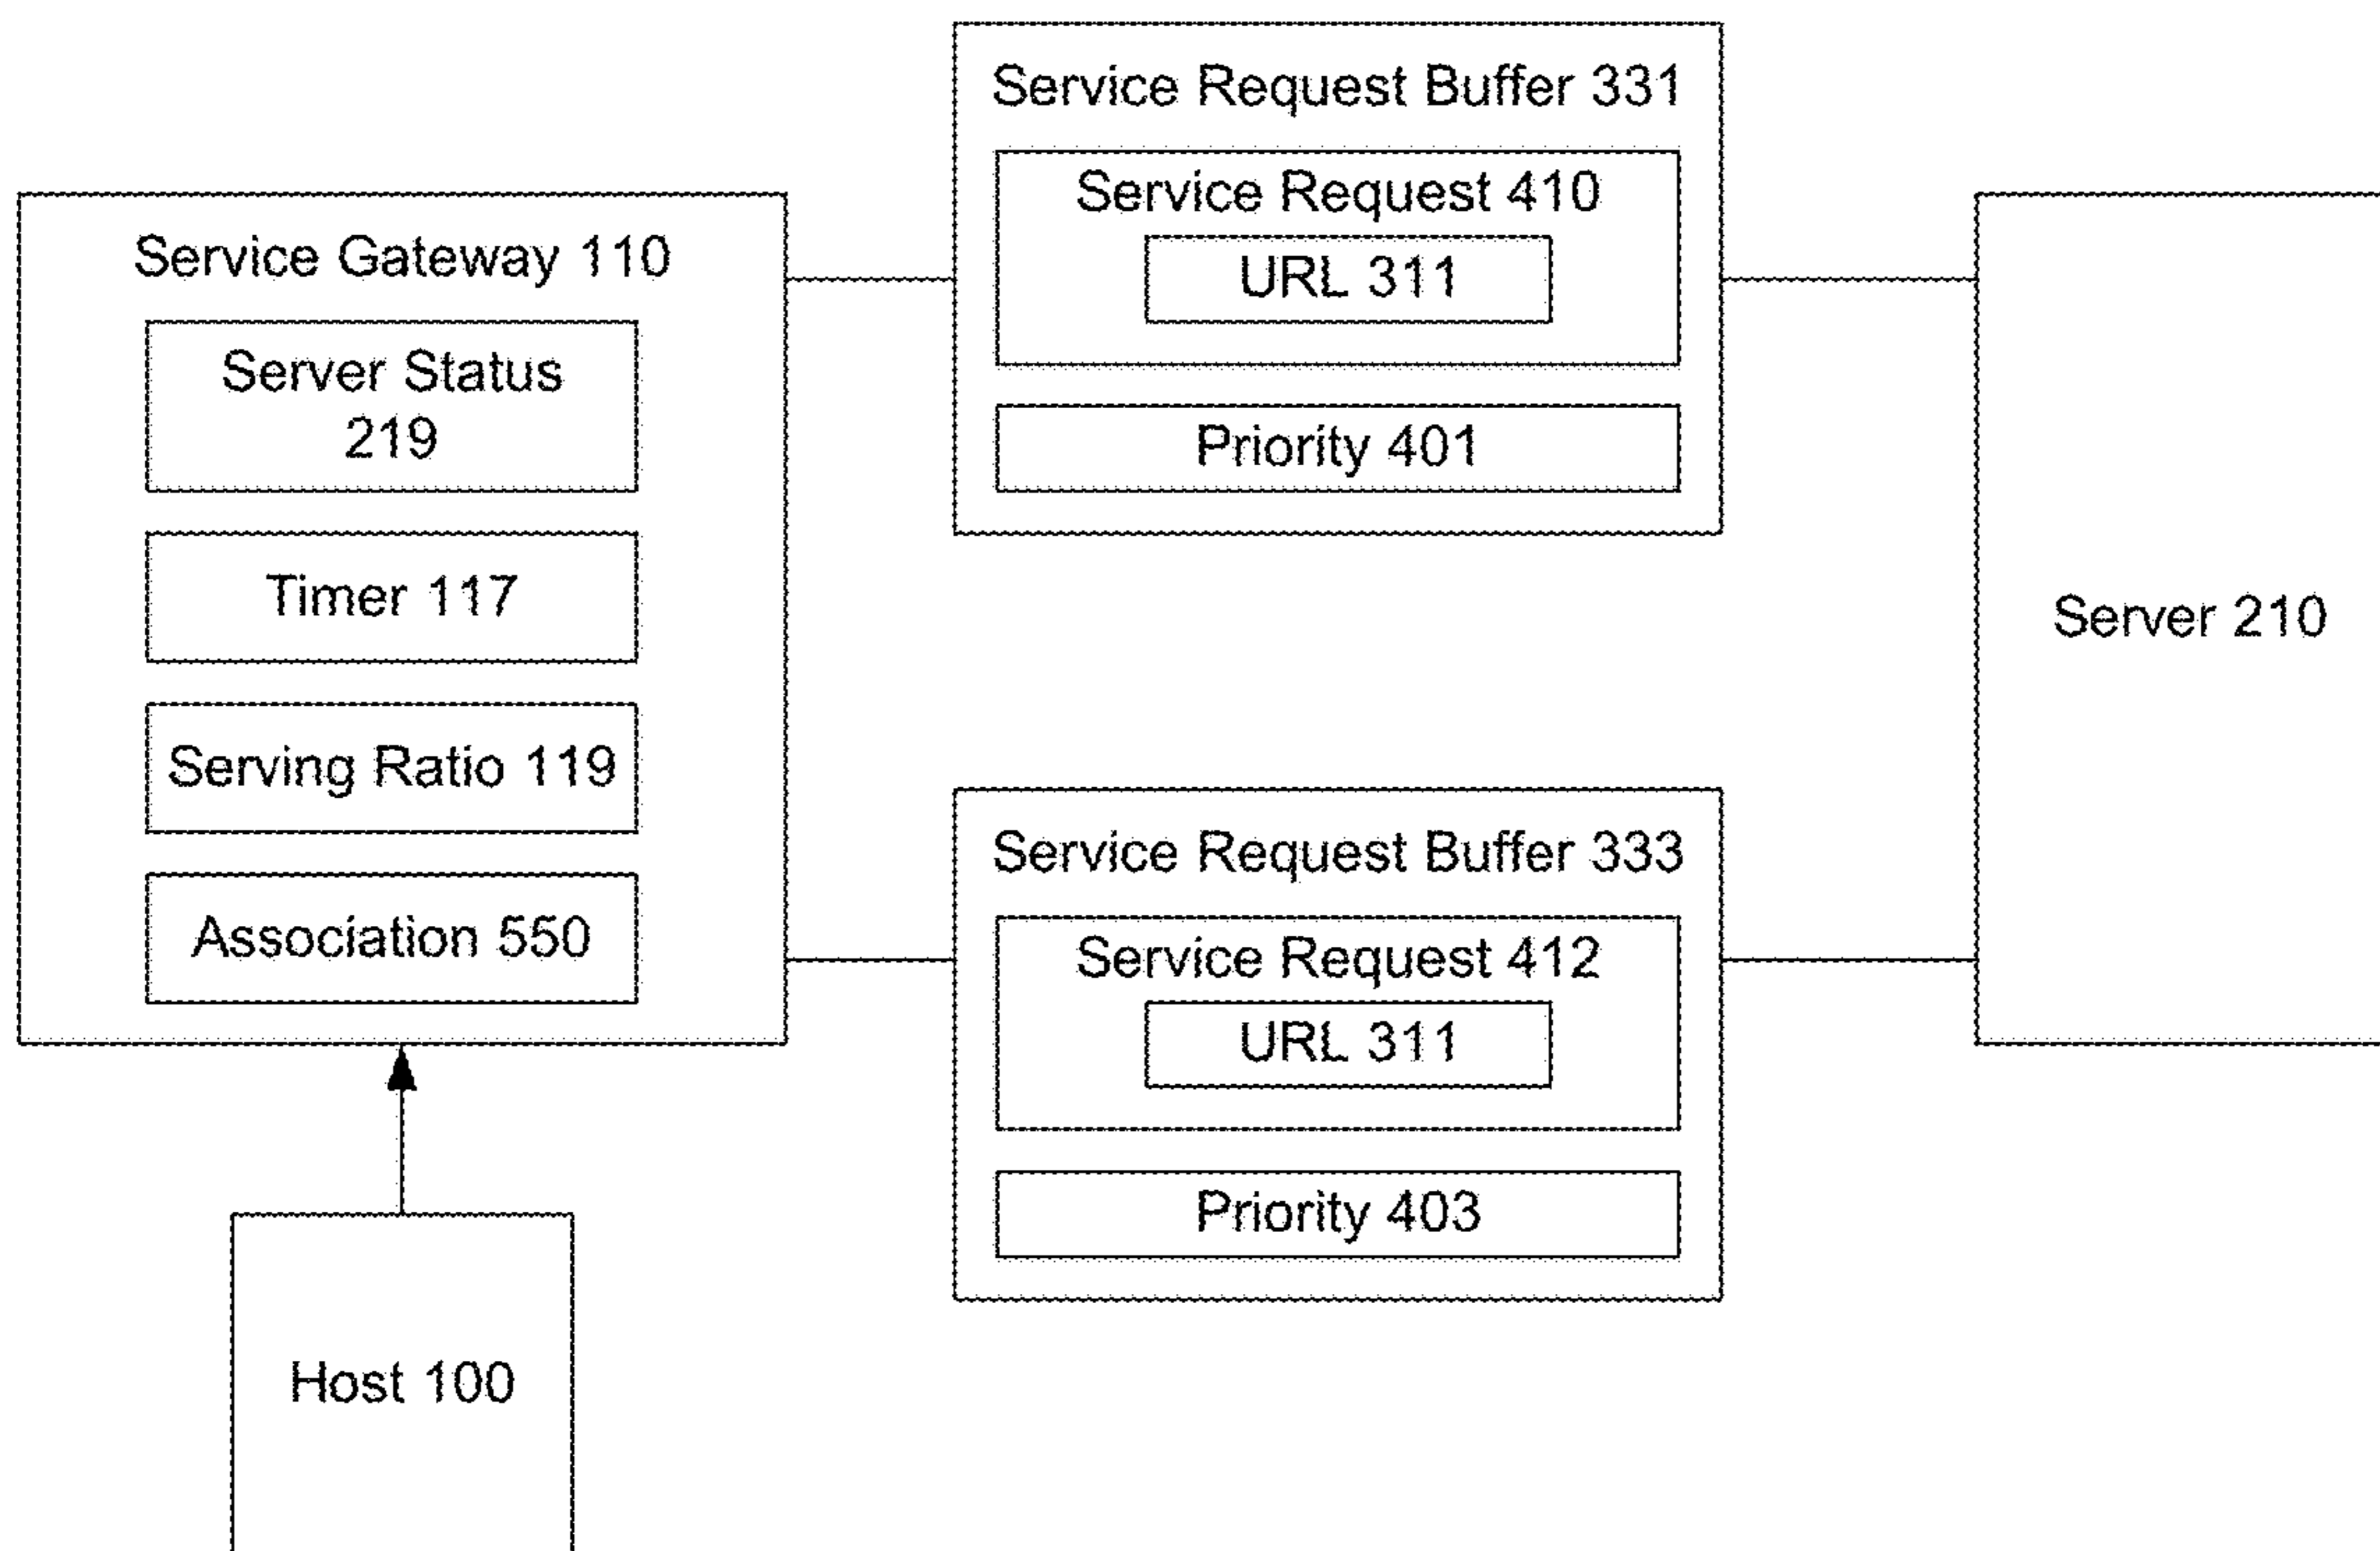 Service Gateway 110
Server Status
219
Timer 117
Serving Ratio 119
Association 550
Host 100
Service Request Buffer 331
Service Request 410
URL 311
Priority 401
Service Request Buffer 333
Service Request 412
URL 311
Priority 403
Server 210